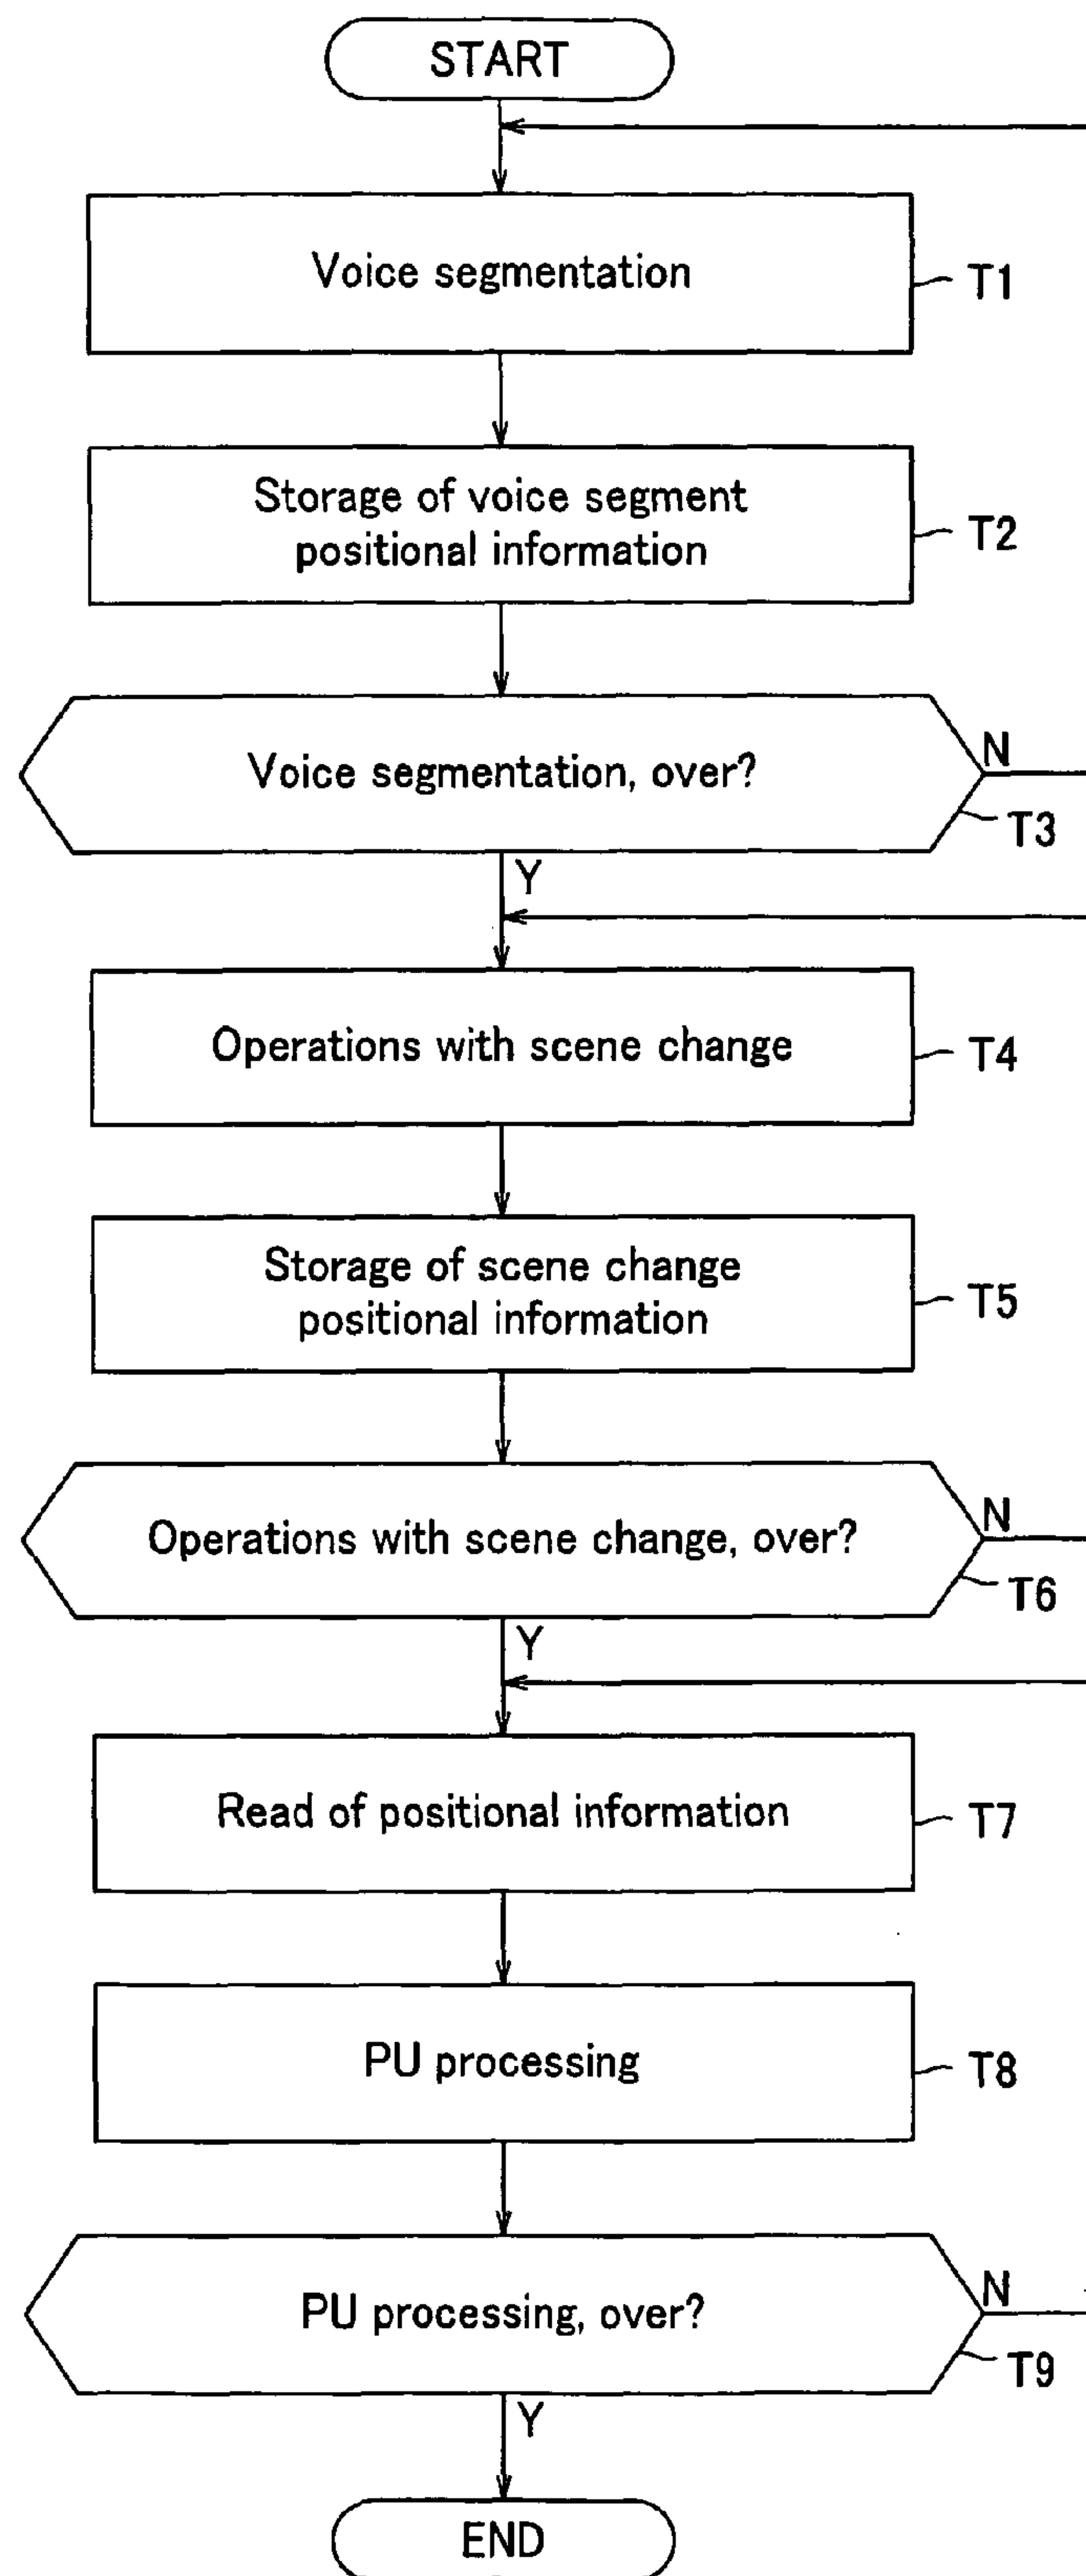 START
Voice segmentation
T1
Storage of voice segment
positional information
T2
Voice segmentation, over?
N
T3
Y
Operations with scene change
T4
Storage of scene change
positional information
T5
Operations with scene change, over?
N
T6
Y
Read of positional information
T7
PU processing
T8
PU processing, over?
N
T9
Y
END